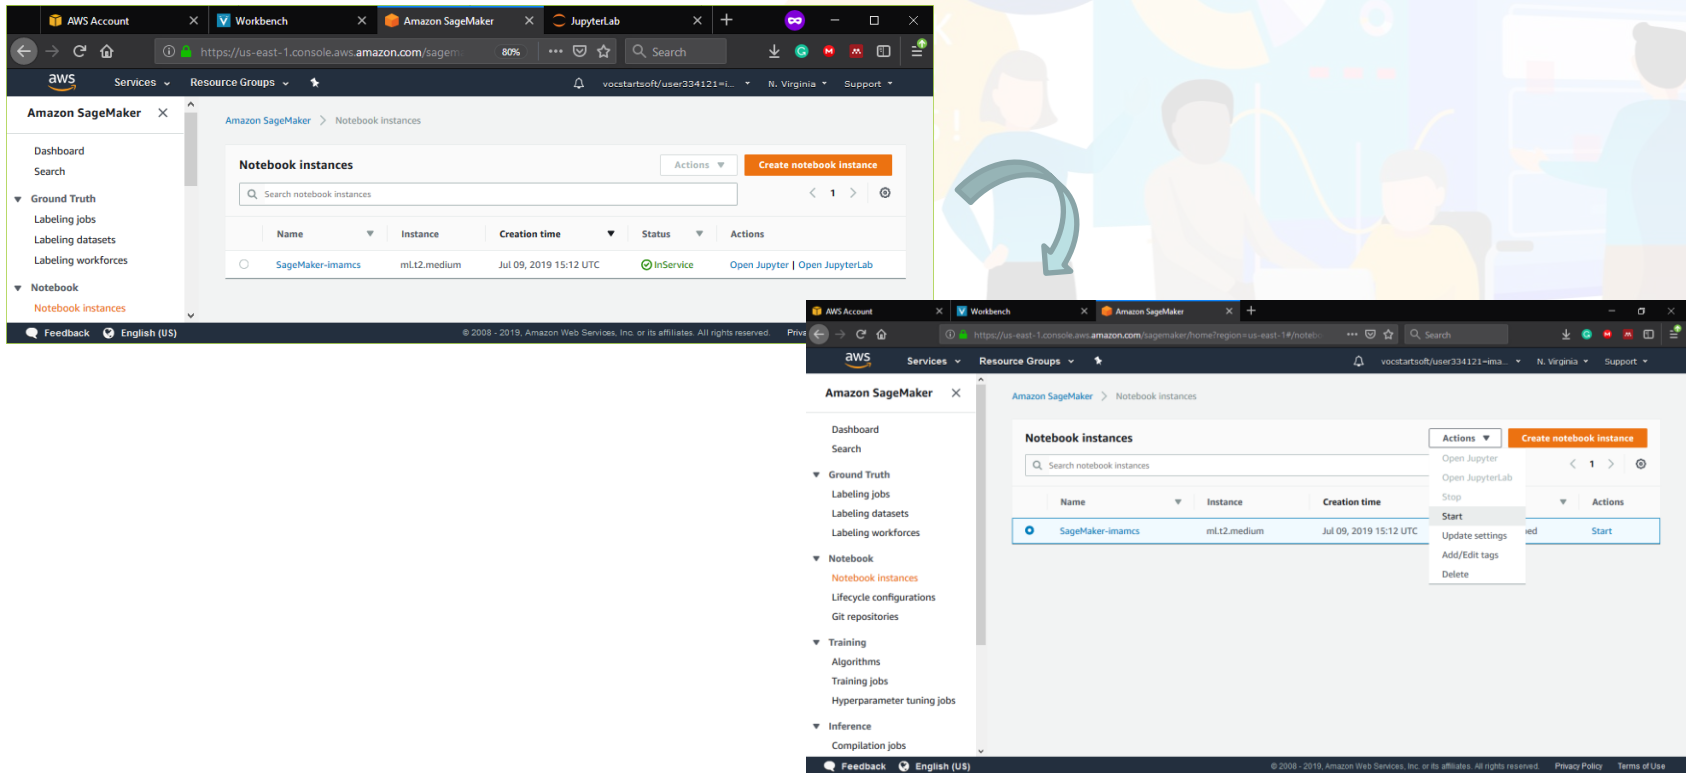 AWS Account
Workbench
Amazon SageMaker
JupyterLab
https://us-east-1.console.aws.amazon.com/sagem
80%
Search
aws
Services
Resource Groups
vocstartsoft/user334121=i...
N. Virginia
Support
Amazon SageMaker
Dashboard
Search
Ground Truth
Labeling jobs
Labeling datasets
Labeling workforces
Notebook
Notebook instances
Amazon SageMaker > Notebook instances
Notebook instances
Actions
Create notebook instance
Search notebook instances
< 1 >
Name Instance Creation time Status Actions
SageMaker-imamcs ml.t2.medium Jul 09, 2019 15:12 UTC InService Open Jupyter | Open JupyterLab
Feedback English (US)
© 2008 - 2019, Amazon Web Services, Inc. or its affiliates. All rights reserved. Priva
AWS Account
Workbench
Amazon SageMaker
https://us-east-1.console.aws.amazon.com/sagemaker/home?region=us-east-1#/notebo
Search
aws
Services
Resource Groups
vocstartsoft/user334121=ima...
N. Virginia
Support
Amazon SageMaker
Dashboard
Search
Ground Truth
Labeling jobs
Labeling datasets
Labeling workforces
Notebook
Notebook instances
Lifecycle configurations
Git repositories
Training
Algorithms
Training jobs
Hyperparameter tuning jobs
Inference
Compilation jobs
Amazon SageMaker > Notebook instances
Notebook instances
Actions
Create notebook instance
Search notebook instances
< 1 >
Open Jupyter
Open JupyterLab
Stop
Start
Update settings
Add/Edit tags
Delete
Name Instance Creation time Actions
SageMaker-imamcs ml.t2.medium Jul 09, 2019 15:12 UTC ed Start
Feedback English (US)
© 2008 - 2019, Amazon Web Services, Inc. or its affiliates. All rights reserved. Privacy Policy Terms of Use